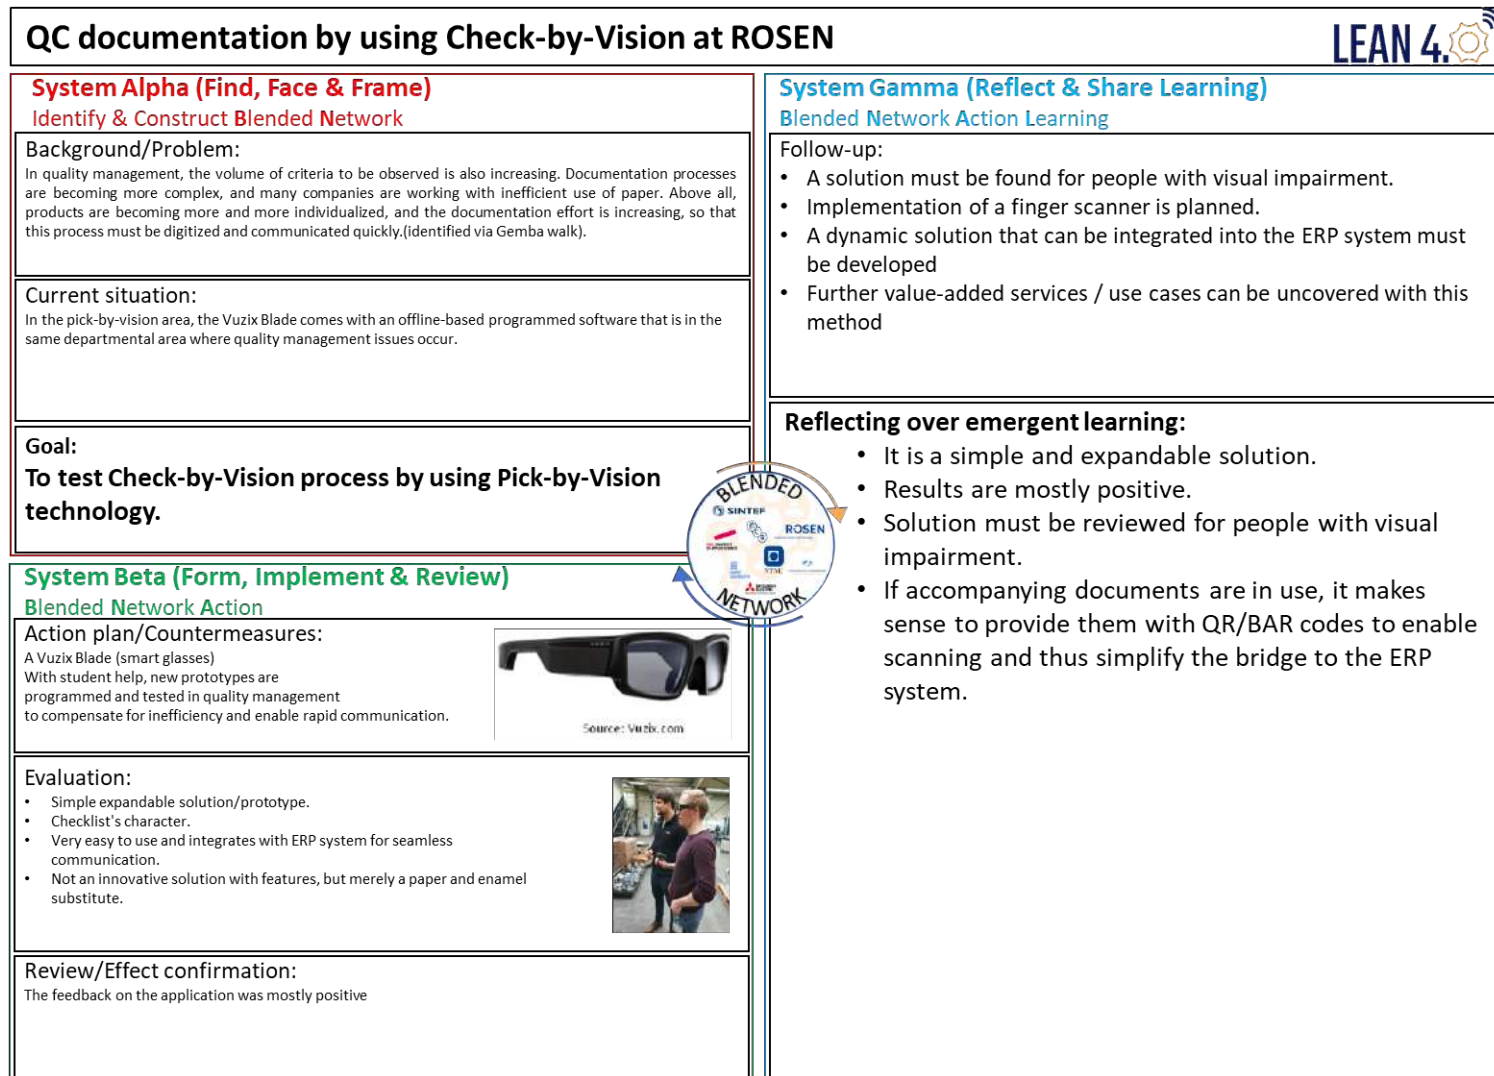 QC documentation by using Check-by-Vision at ROSEN
LEAN 4.
System Alpha (Find, Face & Frame)
Identify & Construct Blended Network
Background/Problem:
In quality management, the volume of criteria to be observed is also increasing. Documentation processes
are becoming more complex, and many companies are working with inefficient use of paper. Above all,
products are becoming more and more individualized, and the documentation effort is increasing, so that
this process must be digitized and communicated quickly.(identified via Gemba walk).
Current situation:
In the pick-by-vision area, the Vuzix Blade comes with an offline-based programmed software that is in the
same departmental area where quality management issues occur.
Goal:
To test Check-by-Vision process by using Pick-by-Vision
technology.
System Beta (Form, Implement & Review)
Blended Network Action
Action plan/Countermeasures:
A Vuzix Blade (smart glasses)
With student help, new prototypes are
programmed and tested in quality management
to compensate for inefficiency and enable rapid communication.
Source: Vuzix.com
Evaluation:
• Simple expandable solution/prototype.
• Checklist's character.
• Very easy to use and integrates with ERP system for seamless
communication.
• Not an innovative solution with features, but merely a paper and enamel
substitute.
Review/Effect confirmation:
The feedback on the application was mostly positive
BLENDED
SINTEF
ROSEN
NTNU
NETWORK
System Gamma (Reflect & Share Learning)
Blended Network Action Learning
Follow-up:
• A solution must be found for people with visual impairment.
• Implementation of a finger scanner is planned.
• A dynamic solution that can be integrated into the ERP system must
be developed
• Further value-added services / use cases can be uncovered with this
method
Reflecting over emergent learning:
• It is a simple and expandable solution.
• Results are mostly positive.
• Solution must be reviewed for people with visual
impairment.
• If accompanying documents are in use, it makes
sense to provide them with QR/BAR codes to enable
scanning and thus simplify the bridge to the ERP
system.